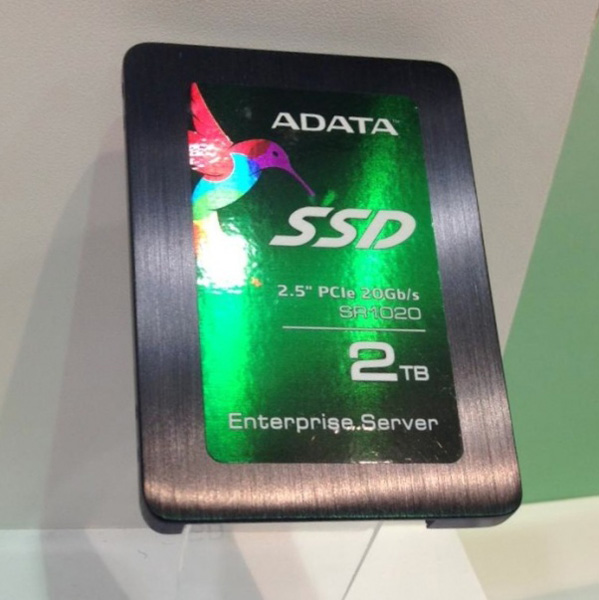 ADATA
SSD
2.5" PCIe 20Gb/s
SR1020
2TB
Enterprise Server